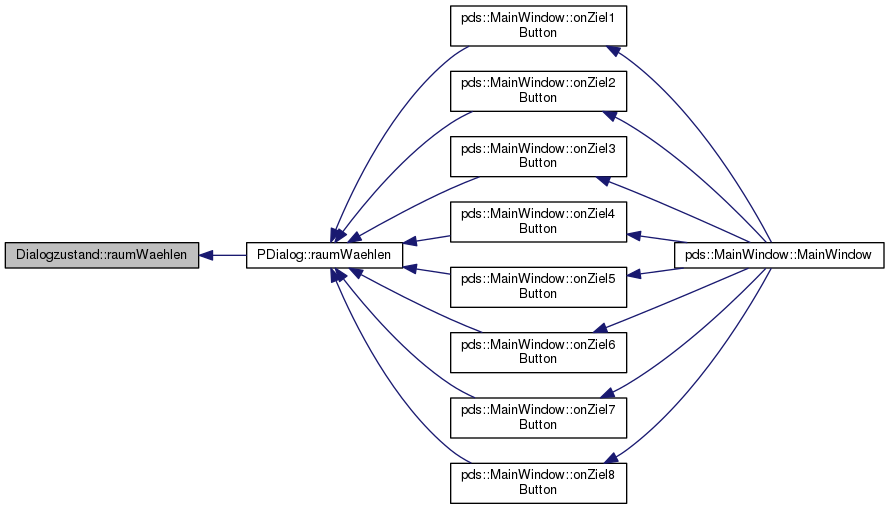 pds::MainWindow::onZiel1
Button
pds::MainWindow::onZiel2
Button
pds::MainWindow::onZiel3
Button
pds::MainWindow::onZiel4
Button
Dialogzustand::raumWaehlen
PDialog::raumWaehlen
pds::MainWindow::MainWindow
pds::MainWindow::onZiel5
Button
pds::MainWindow::onZiel6
Button
pds::MainWindow::onZiel7
Button
pds::MainWindow::onZiel8
Button